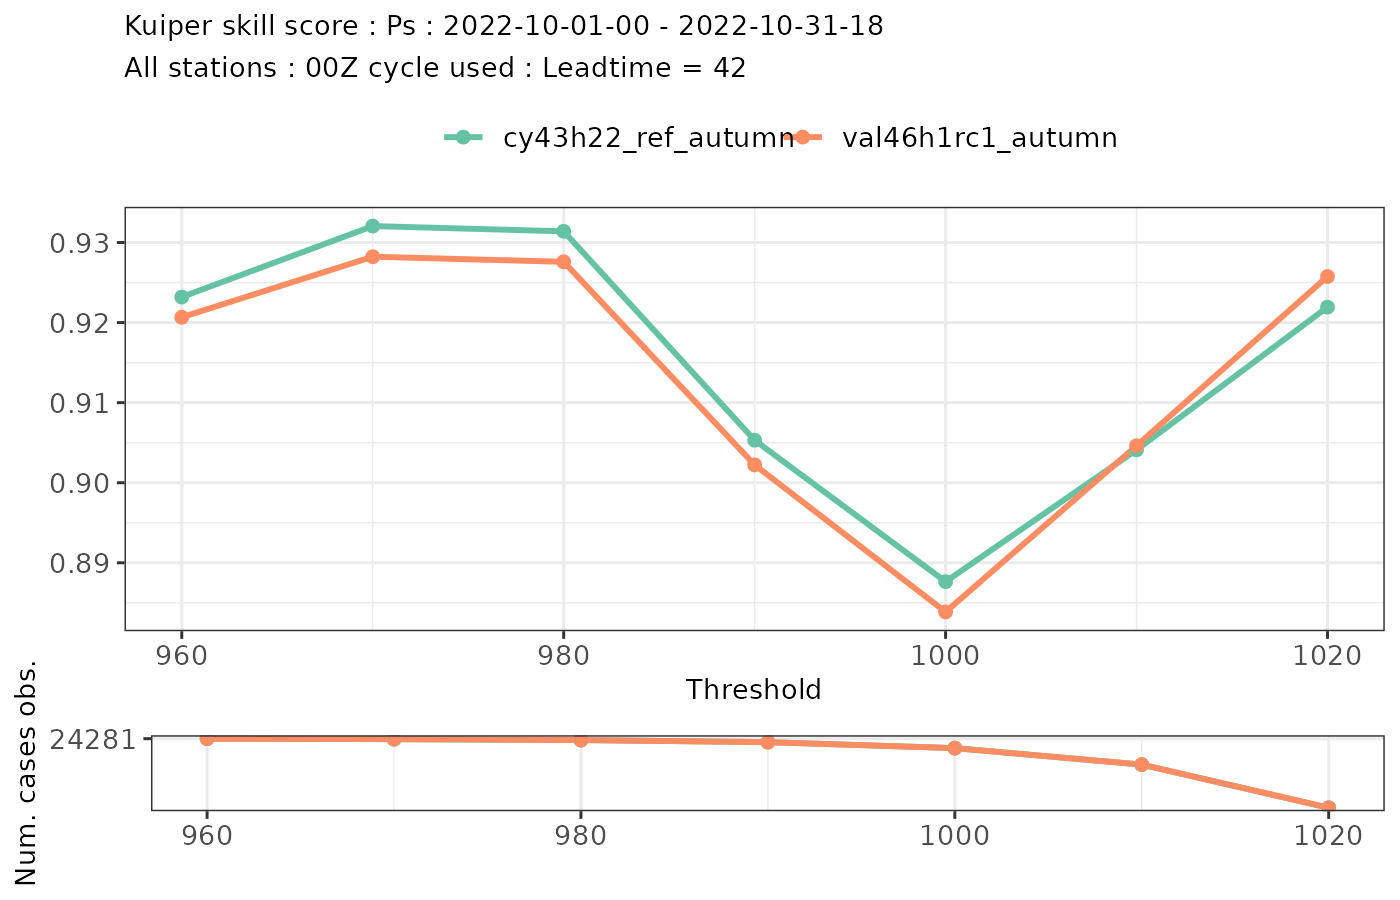 Kuiper skill score : Ps : 2022-10-01-00 - 2022-10-31-18
All stations : 00Z cycle used : Leadtime = 42
cy43h22_ref_autumn val46h1rc1_autumn
0.93
0.92
0.91
0.90
0.89
960 980 1000 1020
Threshold
Num. cases obs.
24281
960 980 1000 1020